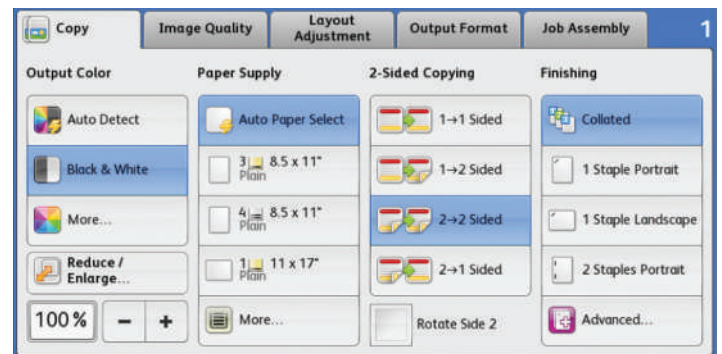 Copy
Image Quality
Layout
Adjustment
Output Format
Job Assembly
1
Output Color
Auto Detect
Black & White
More...
Reduce /
Enlarge...
100%
-
+
Paper Supply
Auto Paper Select
3 8.5 x 11"
Plain
4 8.5 x 11"
Plain
1 11 x 17"
Plain
More...
2-Sided Copying
1→1 Sided
1→2 Sided
2→2 Sided
2→1 Sided
Rotate Side 2
Finishing
Collated
1 Staple Portrait
1 Staple Landscape
2 Staples Portrait
Advanced...